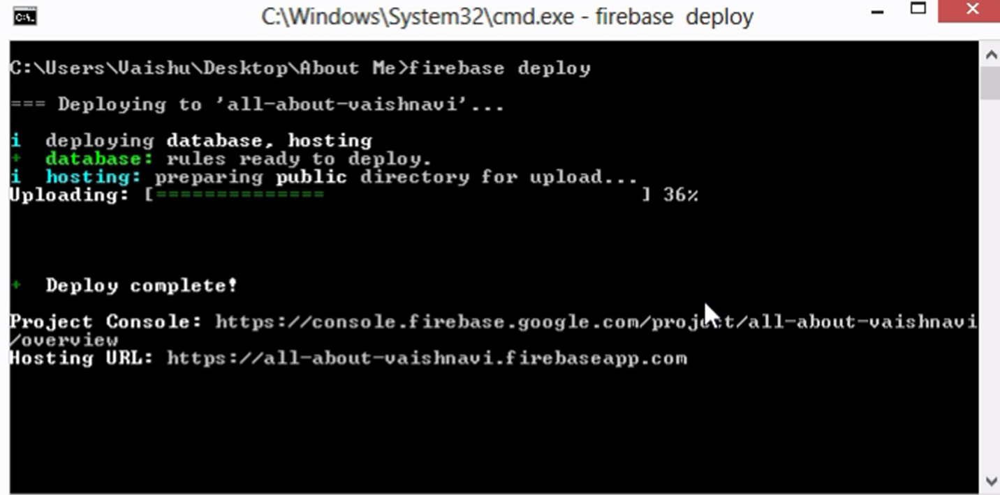 C:\Windows\System32\cmd.exe - firebase  deploy
C:\Users\Vaishu\Desktop\About Me>firebase deploy
=== Deploying to 'all-about-vaishnavi'...
i  deploying database, hosting
+  database: rules ready to deploy.
i  hosting: preparing public directory for upload...
Uploading: [==============                          ] 36%
+  Deploy complete!
Project Console: https://console.firebase.google.com/project/all-about-vaishnavi
/overview
Hosting URL: https://all-about-vaishnavi.firebaseapp.com